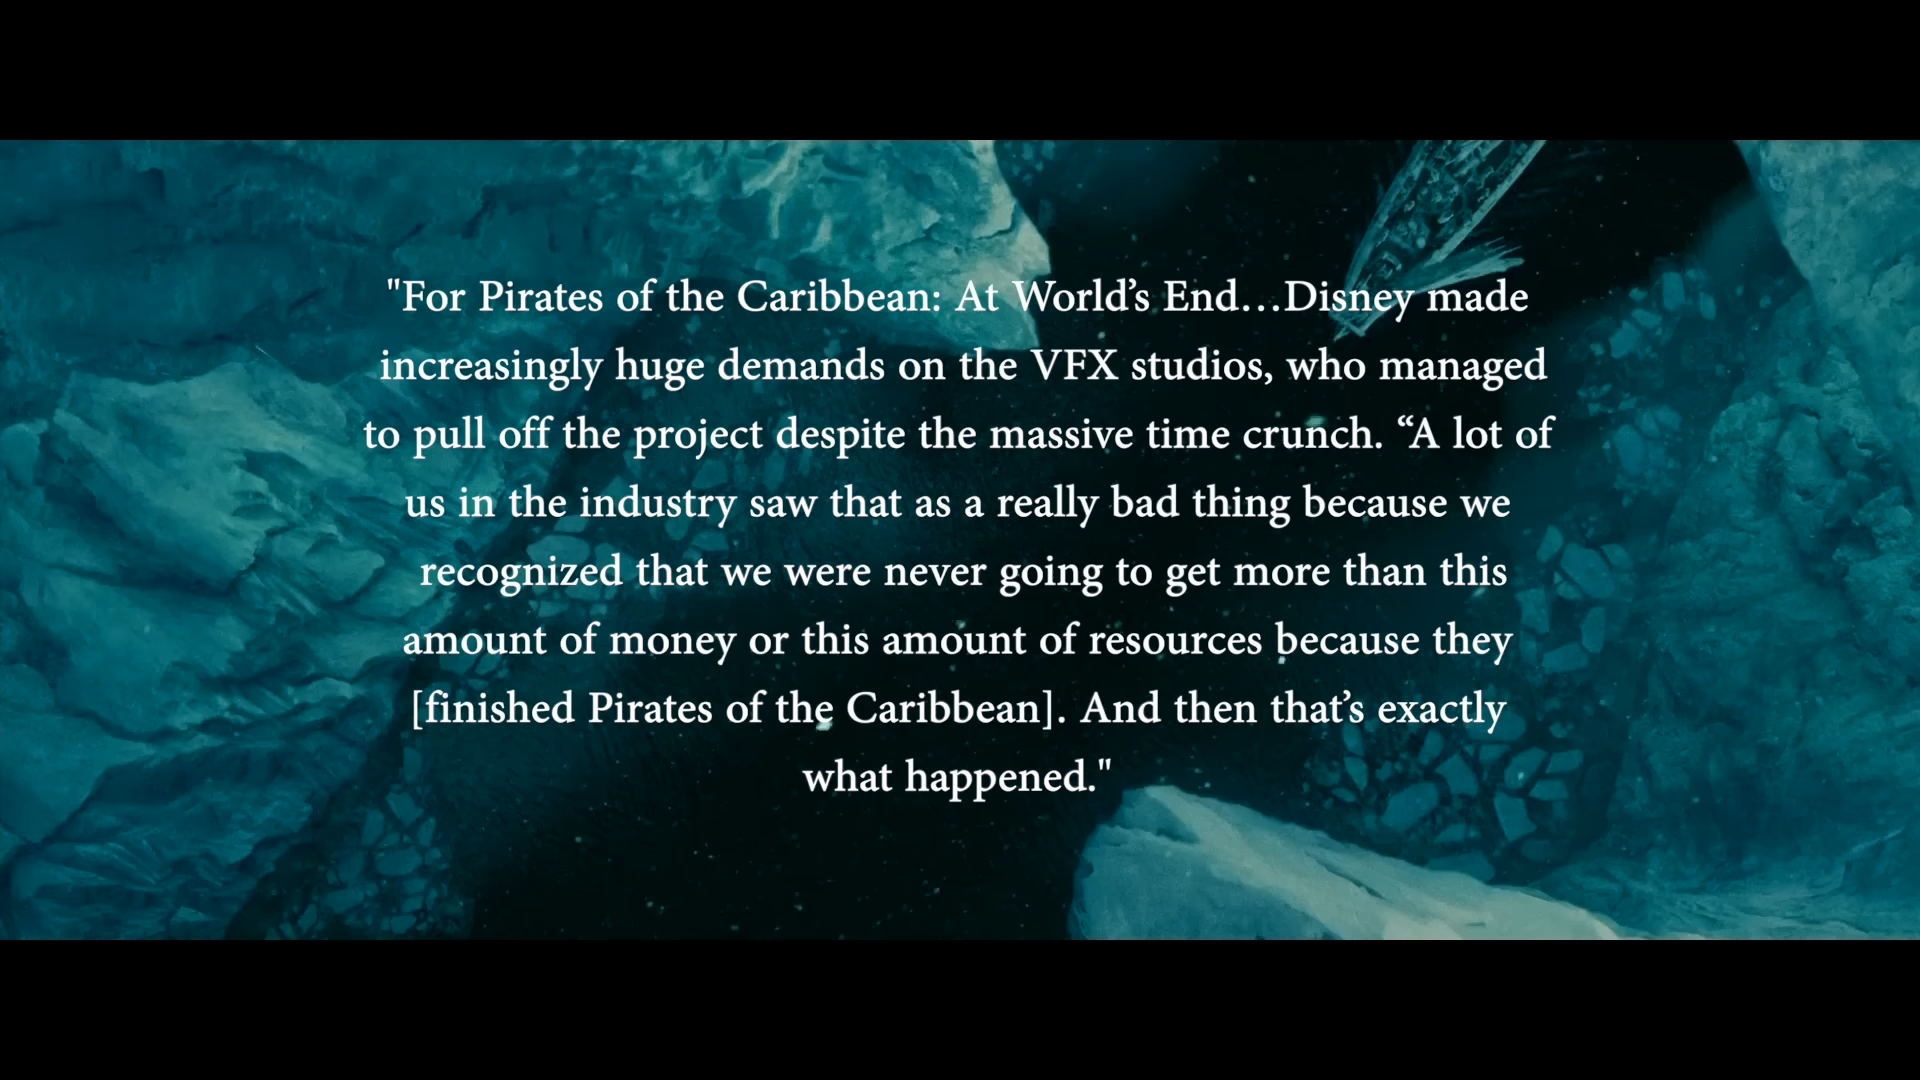 "For Pirates of the Caribbean: At World’s End…Disney made
increasingly huge demands on the VFX studios, who managed
to pull off the project despite the massive time crunch. “A lot of
us in the industry saw that as a really bad thing because we
recognized that we were never going to get more than this
amount of money or this amount of resources because they
[finished Pirates of the Caribbean]. And then that’s exactly
what happened."